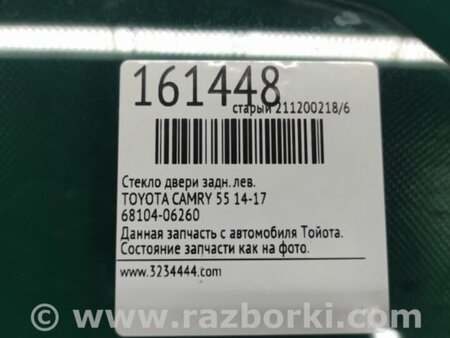 161448
старый 211200218/6
Стекло двери задн. лев.
TOYOTA CAMRY 55 14-17
68104-06260
Данная запчасть с автомобиля Тойота.
Состояние запчасти как на фото.
www.3234444.com
© www.razborki.com